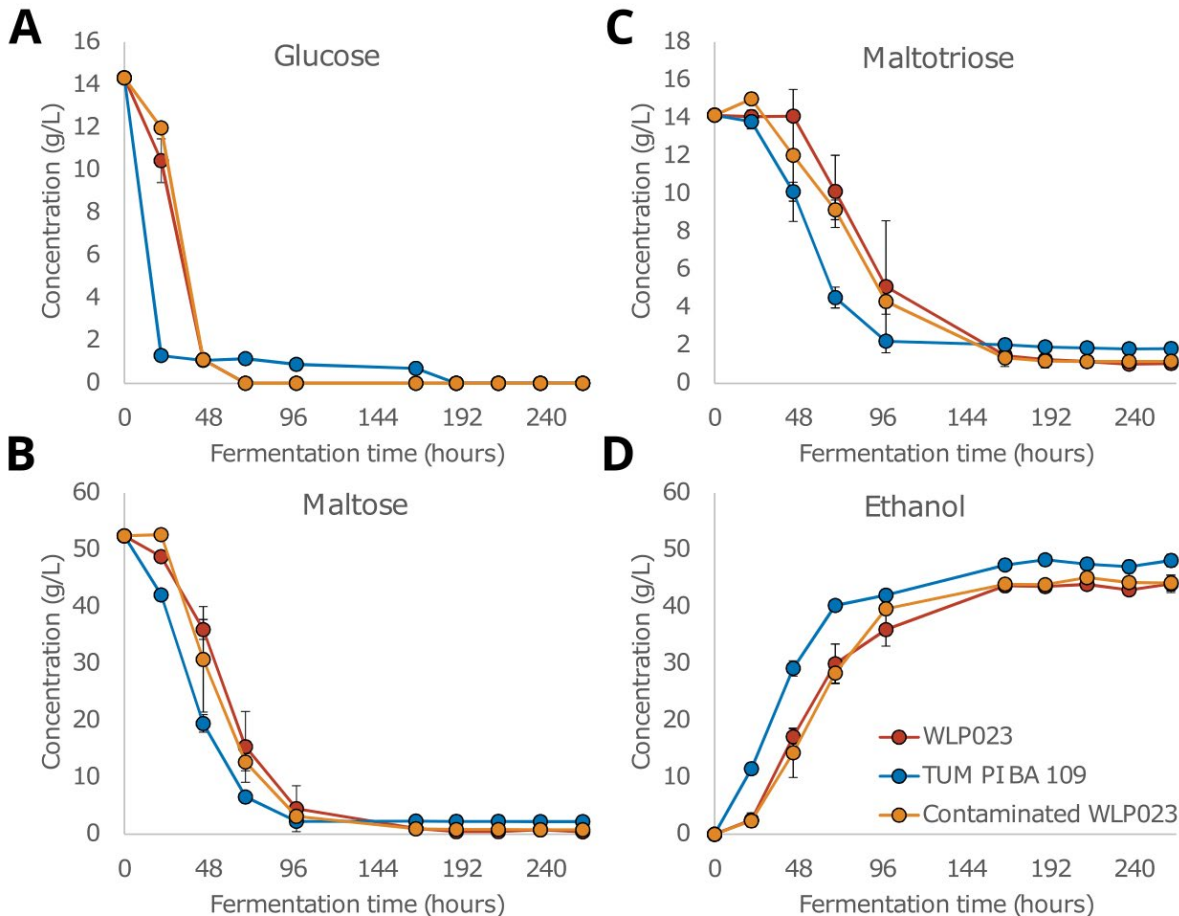 A
Glucose
Concentration (g/L)
16
14
12
10
8
6
4
2
0
0 48 96 144 192 240
Fermentation time (hours)
C
Maltotriose
Concentration (g/L)
18
16
14
12
10
8
6
4
2
0
0 48 96 144 192 240
Fermentation time (hours)
B
Maltose
Concentration (g/L)
60
50
40
30
20
10
0
0 48 96 144 192 240
Fermentation time (hours)
D
Ethanol
Concentration (g/L)
60
50
40
30
20
10
0
WLP023
TUM PI BA 109
Contaminated WLP023
0 48 96 144 192 240
Fermentation time (hours)